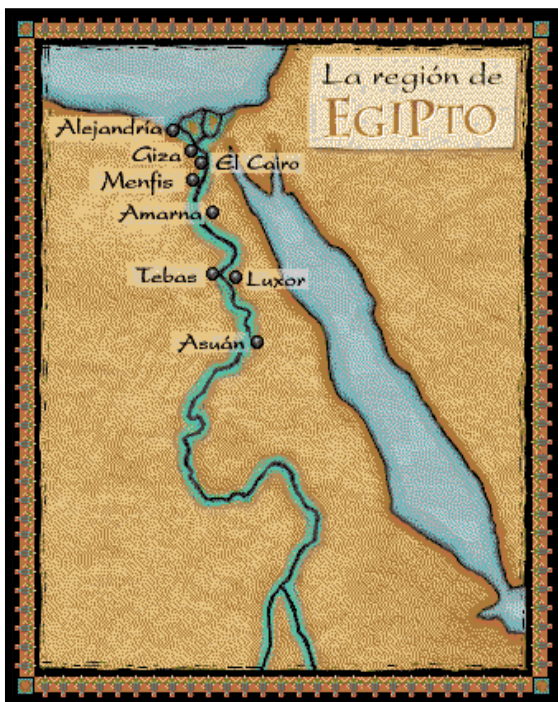 La región de
EGIPTO
Alejandría
Giza
El Cairo
Menfis
Amarna
Tebas
Luxor
Asuán